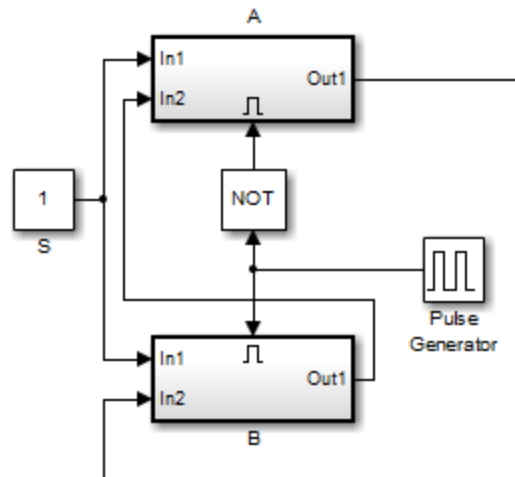 A
In1
In2
Out1
1
S
NOT
Pulse
Generator
In1
In2
Out1
B